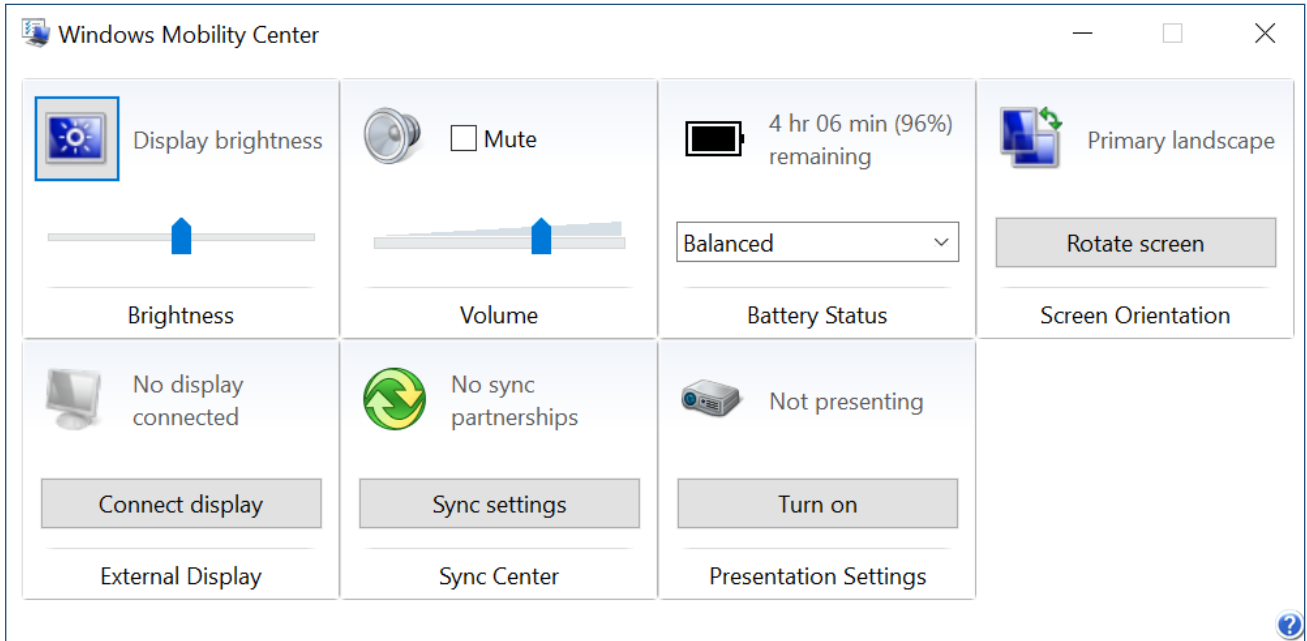 Windows Mobility Center
Display brightness
Brightness
Mute
Volume
4 hr 06 min (96%)
remaining
Balanced
Battery Status
Primary landscape
Rotate screen
Screen Orientation
No display
connected
Connect display
External Display
No sync
partnerships
Sync settings
Sync Center
Not presenting
Turn on
Presentation Settings
?